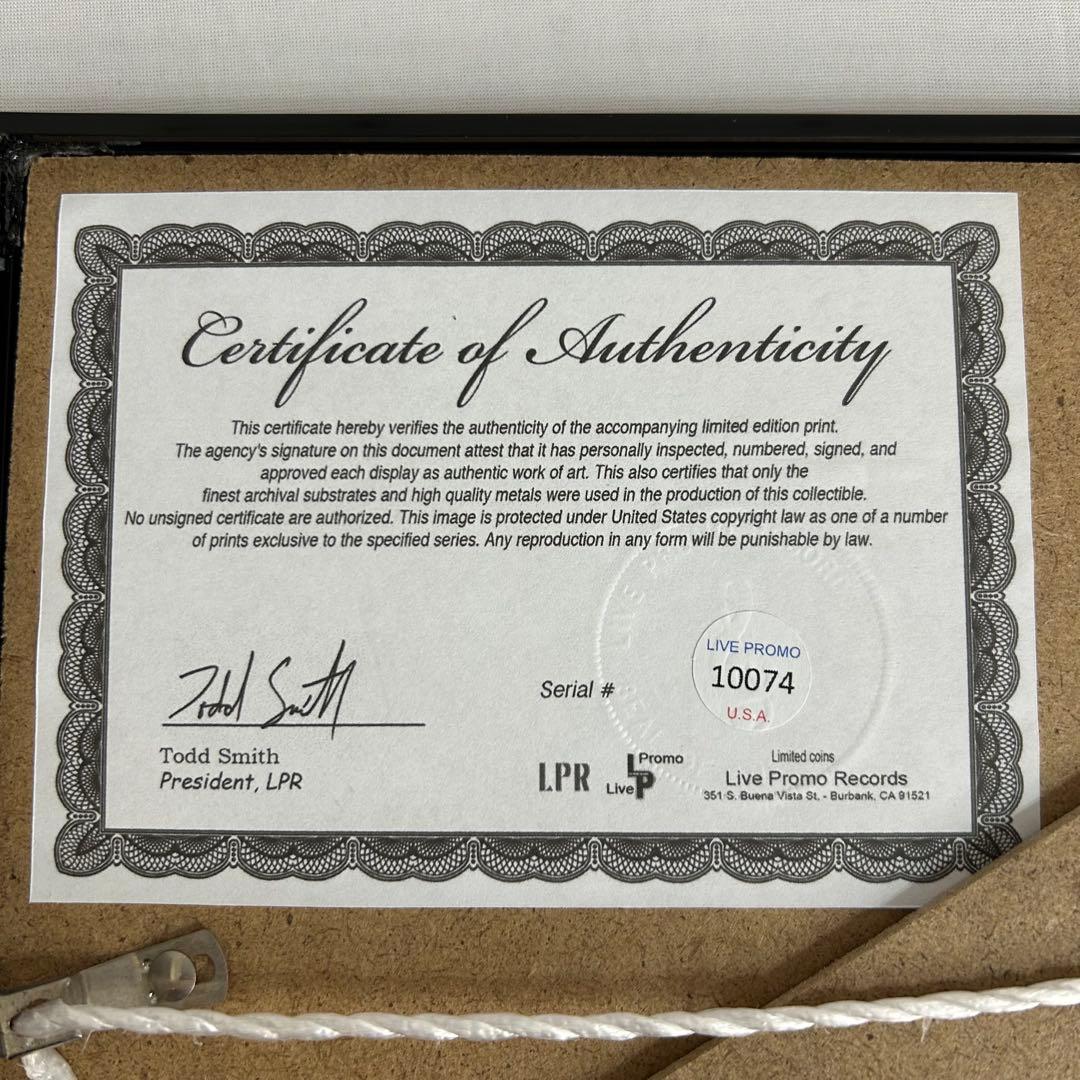 Certificate of Authenticity
This certificate hereby verifies the authenticity of the accompanying limited edition print.
The agency's signature on this document attest that it has personally inspected, numbered, signed, and
approved each display as authentic work of art. This also certifies that only the
finest archival substrates and high quality metals were used in the production of this collectible.
No unsigned certificate are authorized. This image is protected under United States copyright law as one of a number
of prints exclusive to the specified series. Any reproduction in any form will be punishable by law.
Todd Smith
Todd Smith
President, LPR
Serial #
LIVE PROMO
10074
U.S.A.
LPR
Promo
LP
Live
Limited coins
Live Promo Records
351 S. Buena Vista St. - Burbank, CA 91521
LIVE